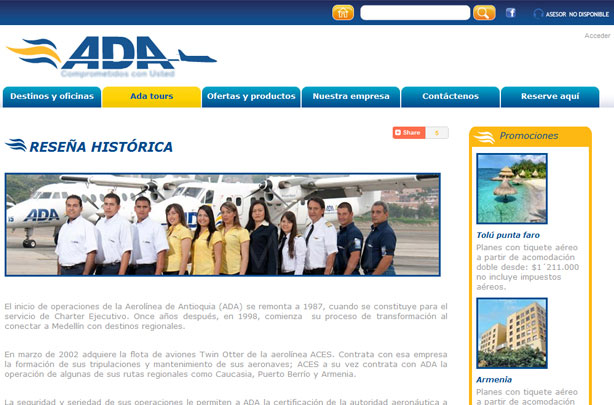 ASESOR NO DISPONIBLE
Acceder
ADA
Comprometidos con Usted
Destinos y oficinas
Ada tours
Ofertas y productos
Nuestra empresa
Contáctenos
Reserve aquí
Share
RESEÑA HISTÓRICA
ADA
El inicio de operaciones de la Aerolínea de Antioquia (ADA) se remonta a 1987, cuando se constituye para el
servicio de Charter Ejecutivo. Once años después, en 1998, comienza su proceso de transformación al
conectar a Medellín con destinos regionales.
En marzo de 2002 adquiere la flota de aviones Twin Otter de la aerolínea ACES. Contrata con esa empresa
la formación de sus tripulaciones y mantenimiento de sus aeronaves; ACES a su vez contrata con ADA
la operación de algunas de sus rutas regionales como Caucasia, Puerto Berrío y Armenia.
La seguridad y seriedad de sus operaciones le permiten a ADA la certificación de la autoridad aeronáutica a
Promociones
Tolú punta faro
Planes con tiquete aéreo
a partir de acomodación
doble desde: $1´211.000
no incluye impuestos
aéreos.
Armenia
Planes con tiquete aéreo
a partir de acomodación